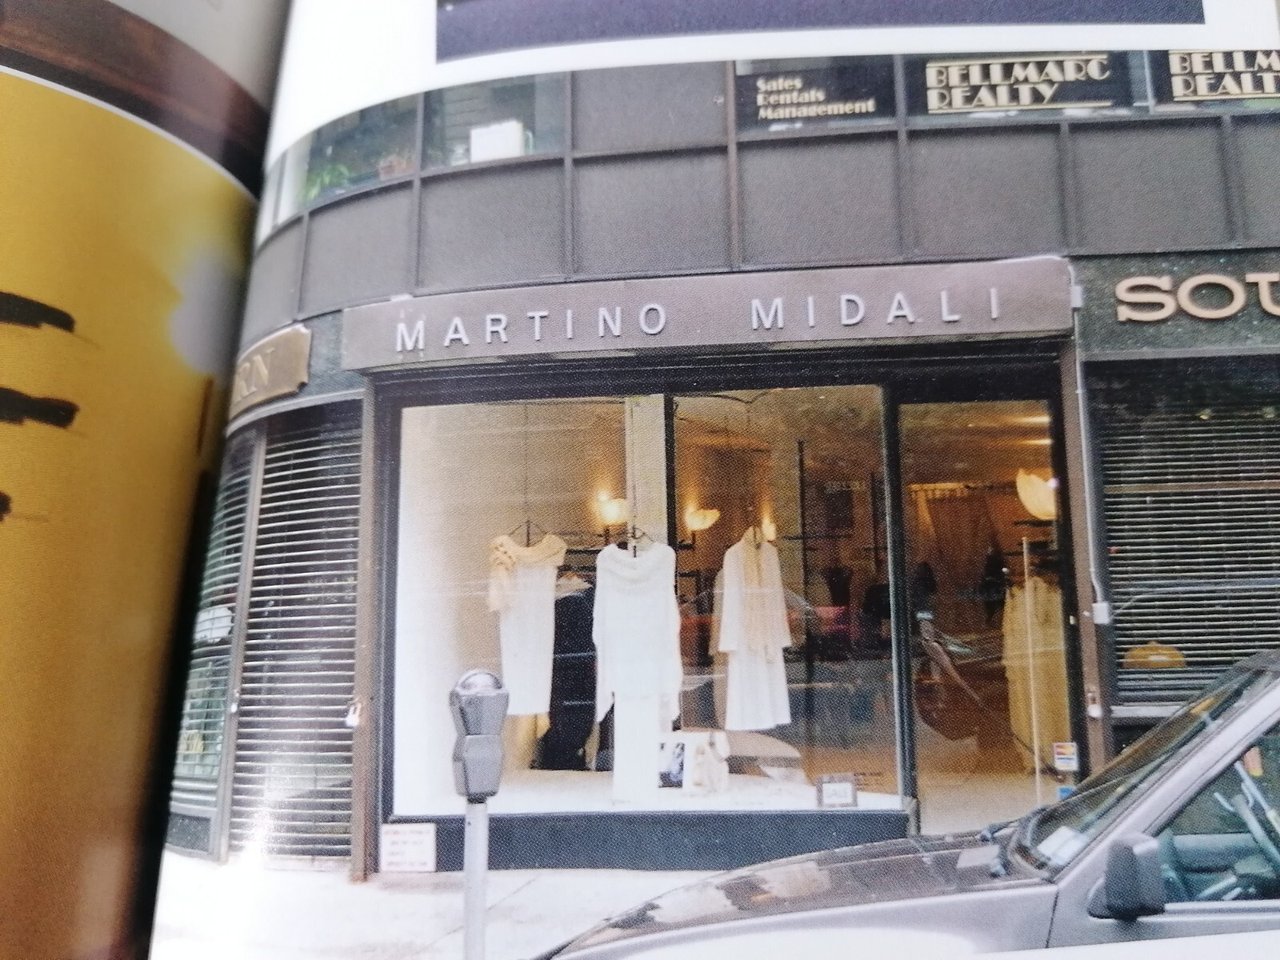 Sales
Rentals
Management
BELLMARC
REALTY
BELLM
REALTY
MARTINO MIDALI
SOU
RN